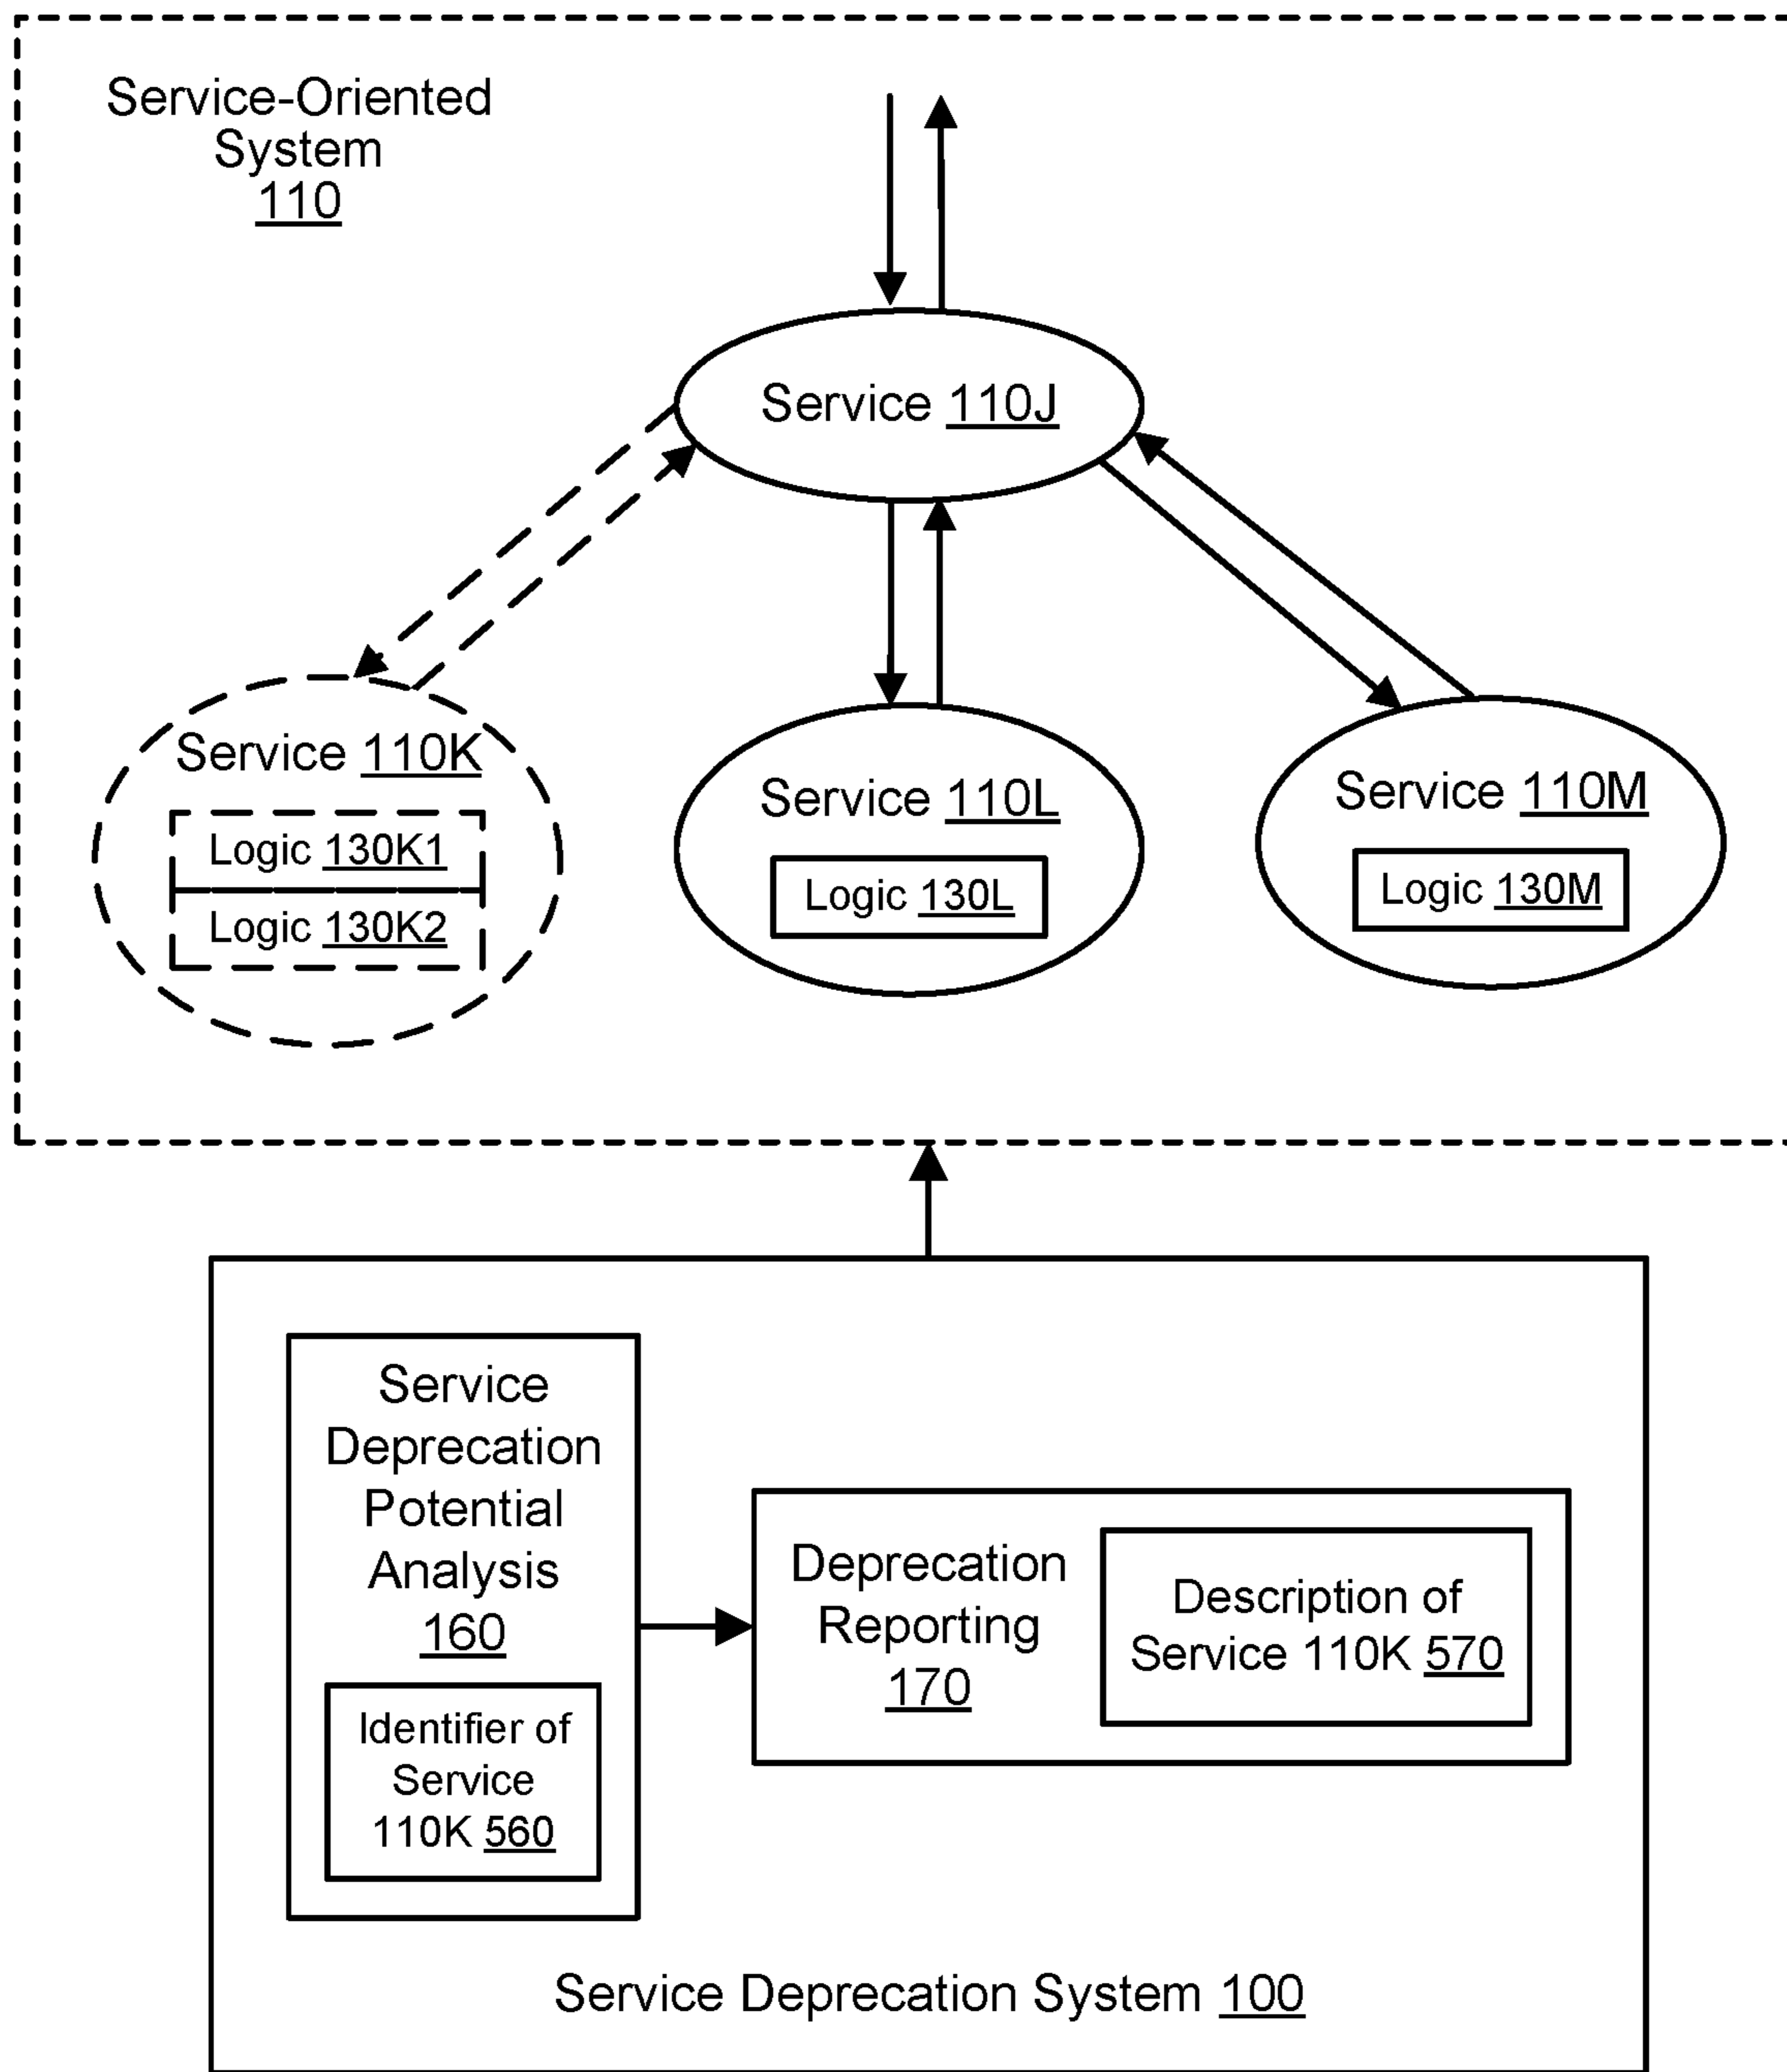 Service-Oriented
System
110
Service 110J
Service 110K
Logic 130K1
Logic 130K2
Service 110L
Logic 130L
Service 110M
Logic 130M
Service
Deprecation
Potential
Analysis
160
Identifier of
Service
110K 560
Deprecation
Reporting
170
Description of
Service 110K 570
Service Deprecation System 100